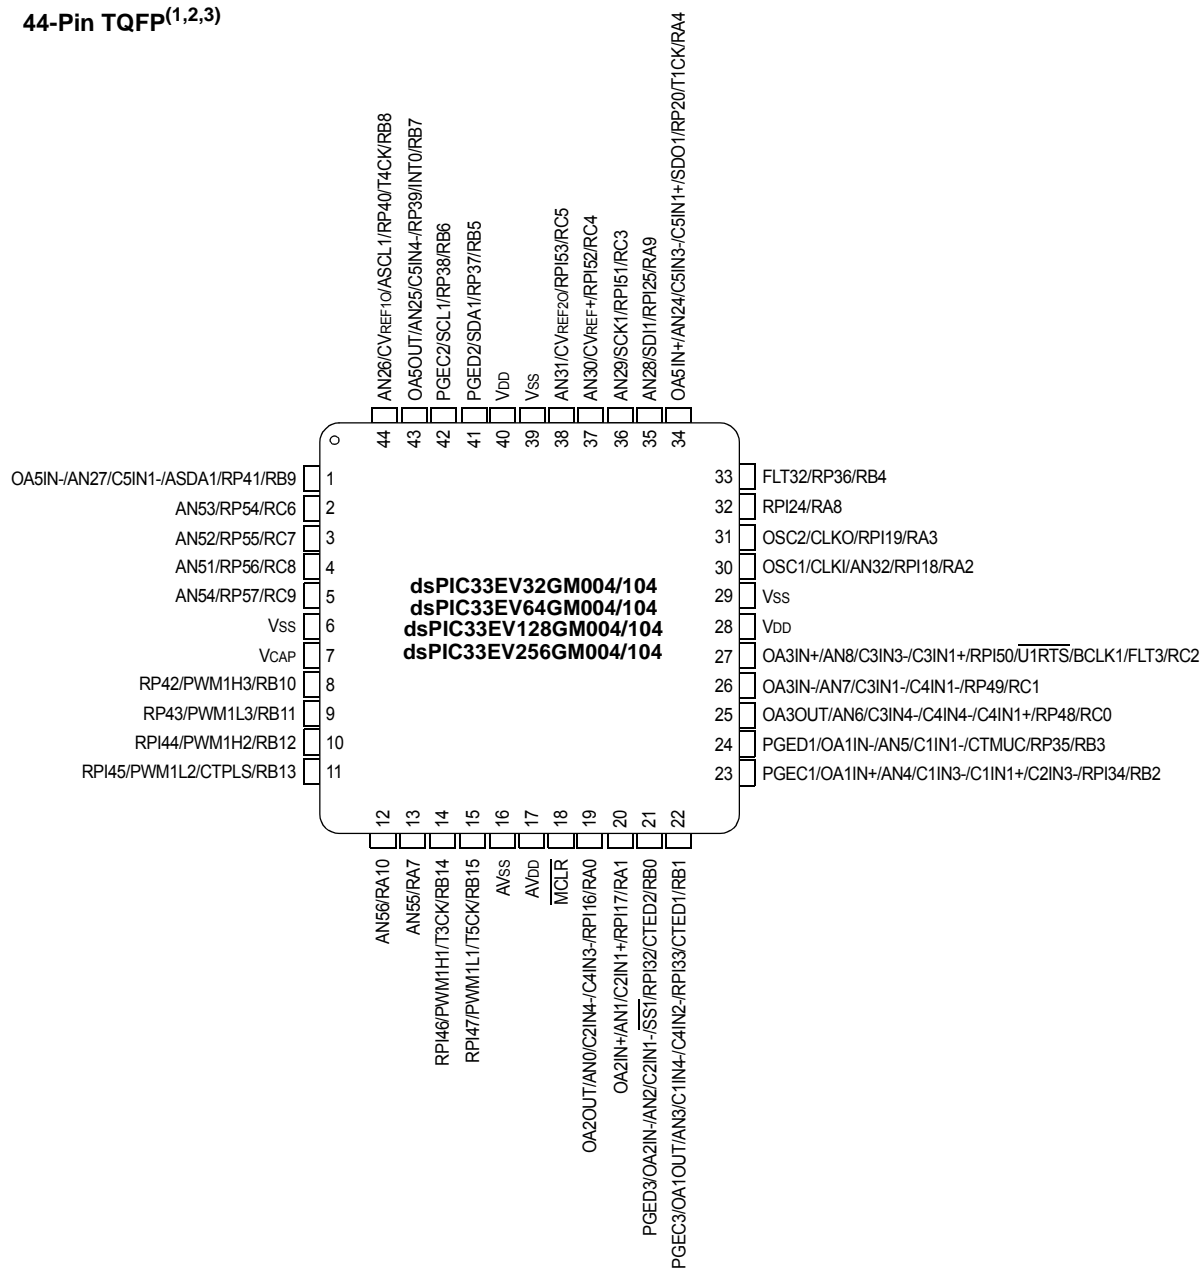 44-Pin TQFP(1,2,3)
AN26/CVREF1O/ASCL1/RP40/T4CK/RB8
OA5OUT/AN25/C5IN4-/RP39/INT0/RB7
PGEC2/SCL1/RP38/RB6
PGED2/SDA1/RP37/RB5
VDD
VSS
AN31/CVREF2O/RPI53/RC5
AN30/CVREF+/RPI52/RC4
AN29/SCK1/RPI51/RC3
AN28/SDI1/RPI25/RA9
OA5IN+/AN24/C5IN3-/C5IN1+/SDO1/RP20/T1CK/RA4
44 43 42 41 40 39 38 37 36 35 34
OA5IN-/AN27/C5IN1-/ASDA1/RP41/RB9 1
AN53/RP54/RC6 2
AN52/RP55/RC7 3
AN51/RP56/RC8 4
AN54/RP57/RC9 5
VSS 6
VCAP 7
RP42/PWM1H3/RB10 8
RP43/PWM1L3/RB11 9
RPI44/PWM1H2/RB12 10
RPI45/PWM1L2/CTPLS/RB13 11
dsPIC33EV32GM004/104
dsPIC33EV64GM004/104
dsPIC33EV128GM004/104
dsPIC33EV256GM004/104
33 FLT32/RP36/RB4
32 RPI24/RA8
31 OSC2/CLKO/RPI19/RA3
30 OSC1/CLKI/AN32/RPI18/RA2
29 VSS
28 VDD
27 OA3IN+/AN8/C3IN3-/C3IN1+/RPI50/U1RTS/BCLK1/FLT3/RC2
26 OA3IN-/AN7/C3IN1-/C4IN1-/RP49/RC1
25 OA3OUT/AN6/C3IN4-/C4IN4-/C4IN1+/RP48/RC0
24 PGED1/OA1IN-/AN5/C1IN1-/CTMUC/RP35/RB3
23 PGEC1/OA1IN+/AN4/C1IN3-/C1IN1+/C2IN3-/RPI34/RB2
12 13 14 15 16 17 18 19 20 21 22
AN56/RA10
AN55/RA7
RPI46/PWM1H1/T3CK/RB14
RPI47/PWM1L1/T5CK/RB15
AVSS
AVDD
MCLR
OA2OUT/AN0/C2IN4-/C4IN3-/RPI16/RA0
OA2IN+/AN1/C2IN1+/RPI17/RA1
PGED3/OA2IN-/AN2/C2IN1-/SS1/RPI32/CTED2/RB0
PGEC3/OA1OUT/AN3/C1IN4-/C4IN2-/RPI33/CTED1/RB1